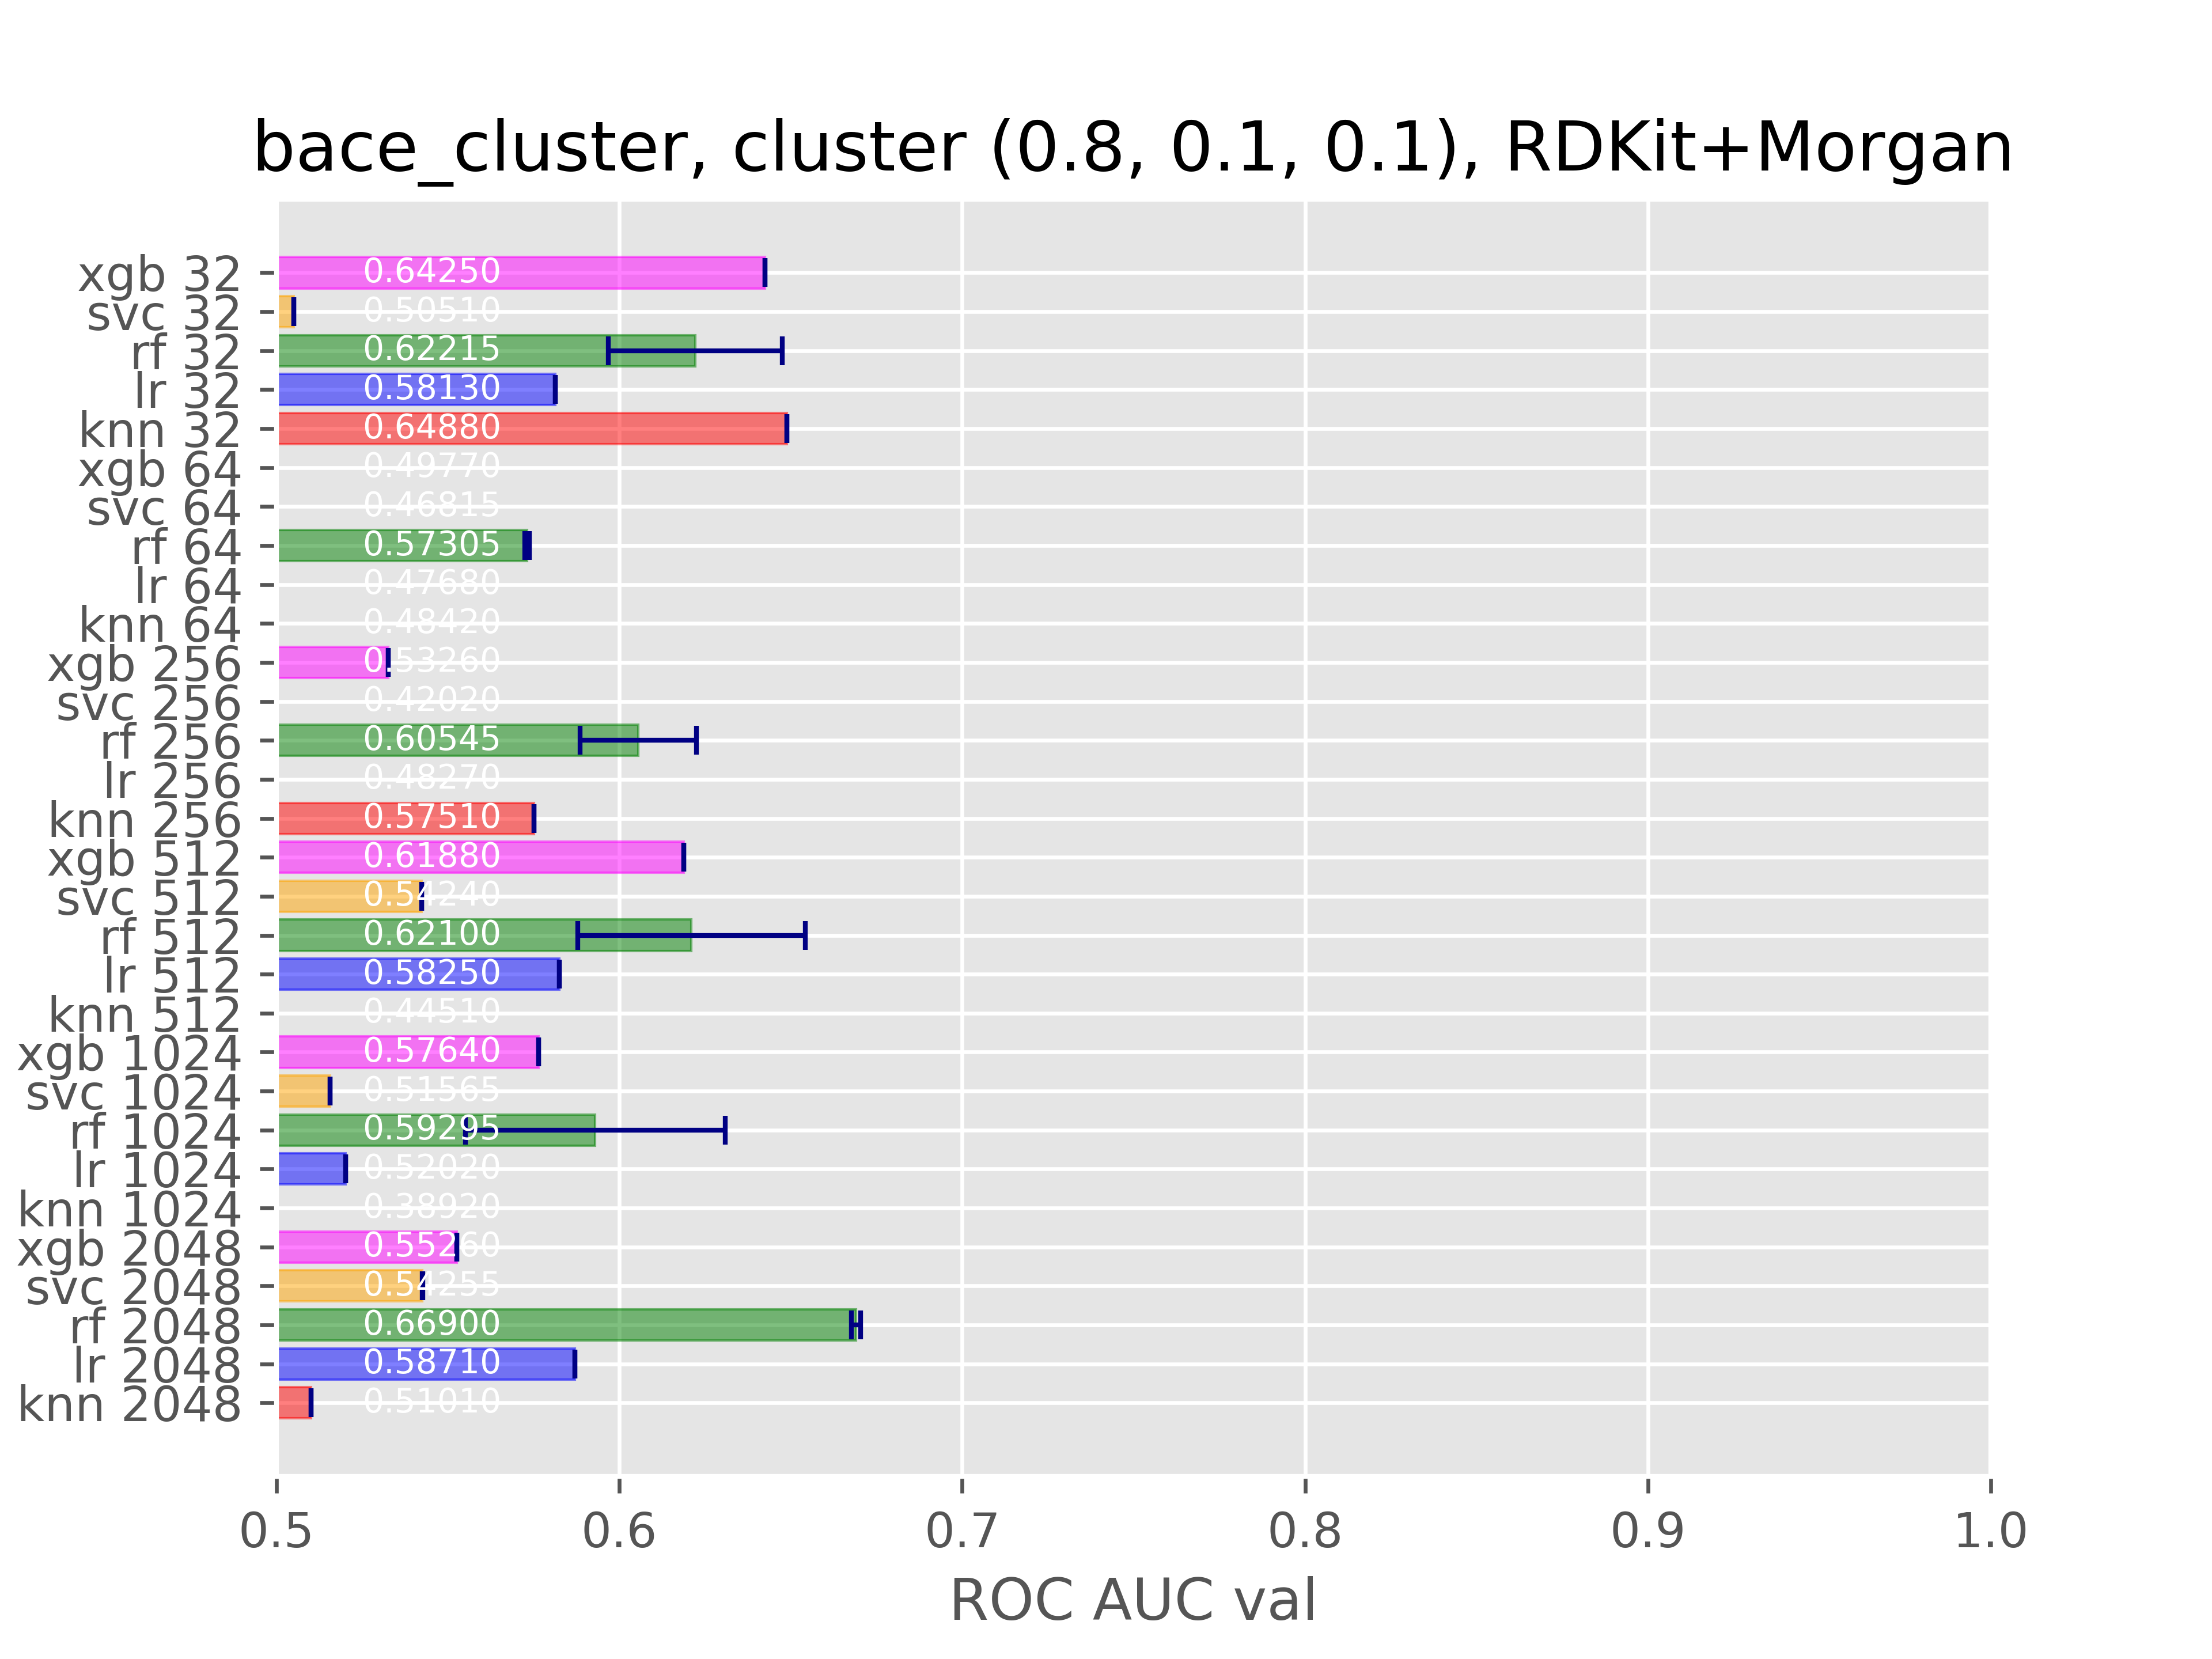 bace_cluster, cluster (0.8, 0.1, 0.1), RDKit+Morgan
xgb 32 0.64250
svc 32 0.50510
rf 32 0.62215
lr 32 0.58130
knn 32 0.64880
xgb 64 0.49770
svc 64 0.46815
rf 64 0.57305
lr 64 0.47680
knn 64 0.48420
xgb 256 0.53260
svc 256 0.42020
rf 256 0.60545
lr 256 0.48270
knn 256 0.57510
xgb 512 0.61880
svc 512 0.54240
rf 512 0.62100
lr 512 0.58250
knn 512 0.44510
xgb 1024 0.57640
svc 1024 0.51565
rf 1024 0.59295
lr 1024 0.52020
knn 1024 0.38920
xgb 2048 0.55260
svc 2048 0.54255
rf 2048 0.66900
lr 2048 0.58710
knn 2048 0.51010
0.5 0.6 0.7 0.8 0.9 1.0
ROC AUC val